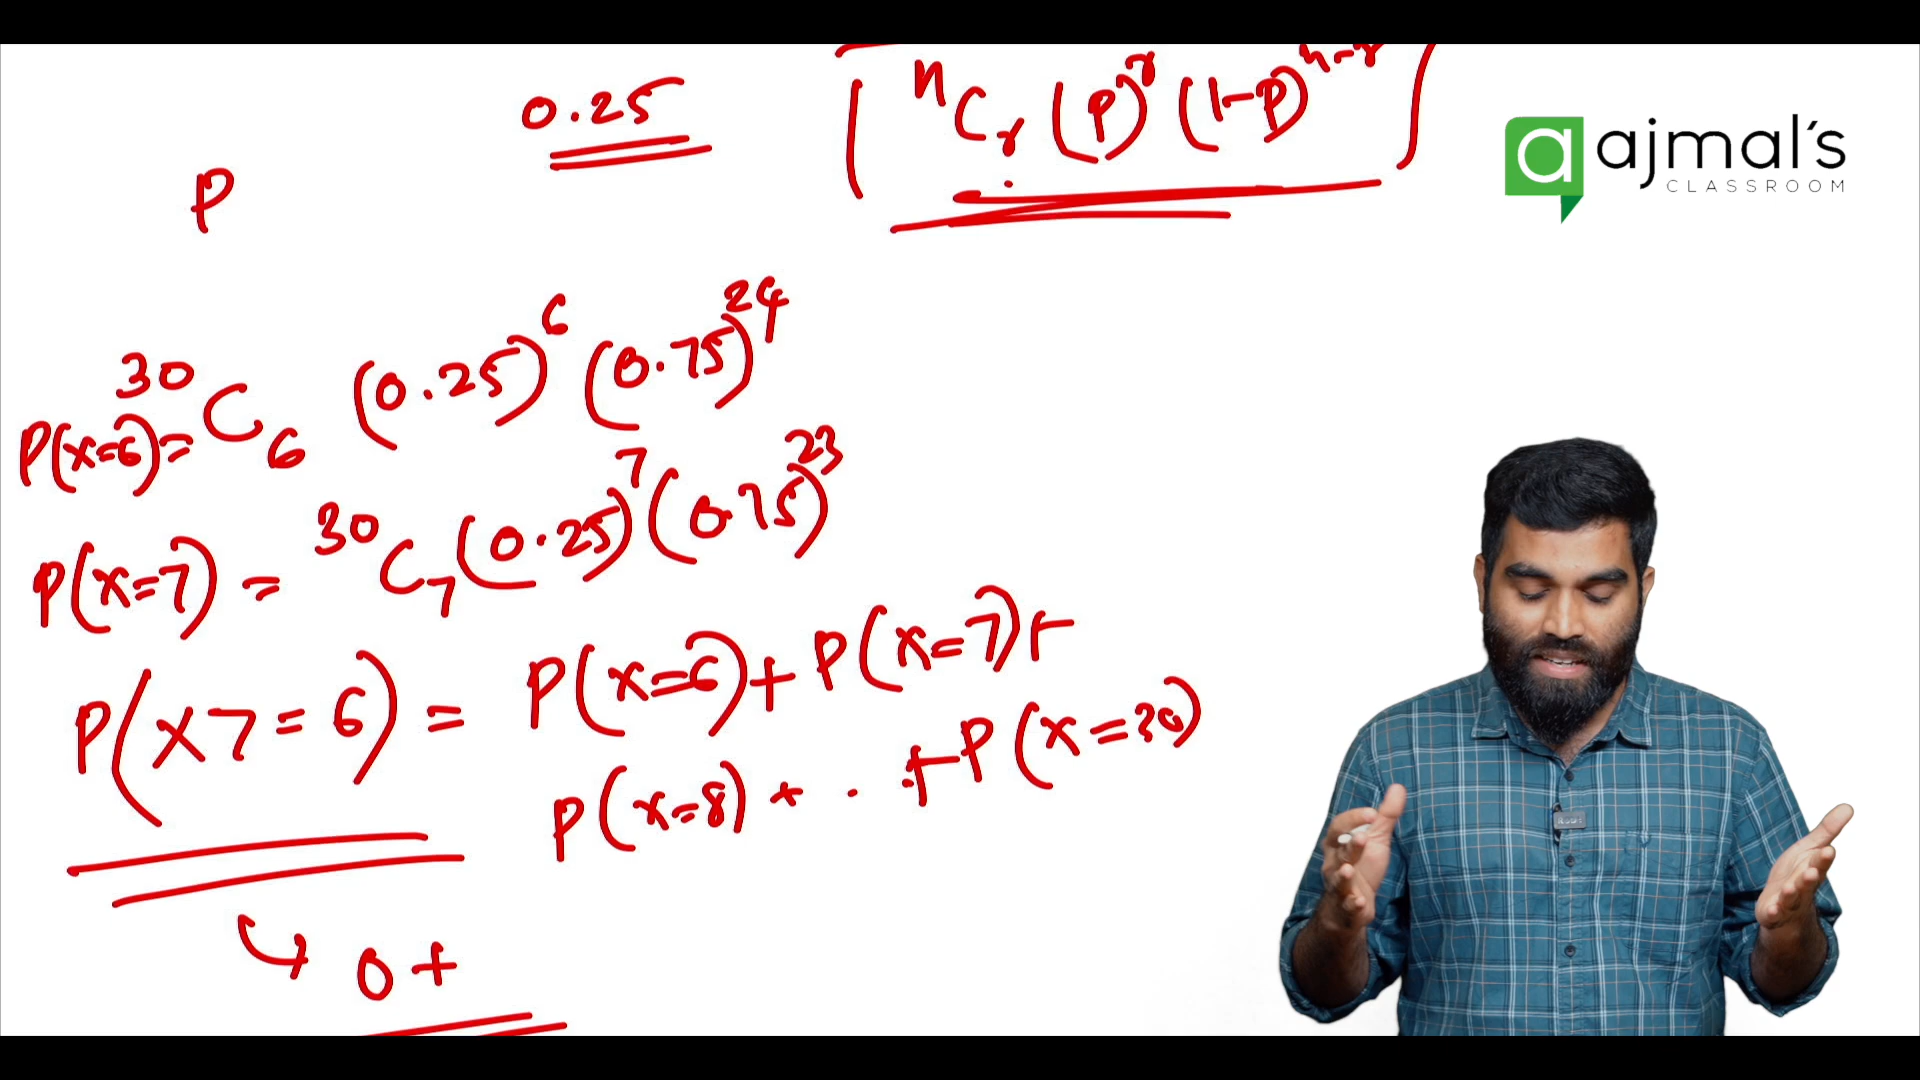 0.25
ⁿCᵣ (P)ʳ (1-P)ⁿ⁻ʳ
ajmal's
CLASSROOM
P
P(x=6) = ³⁰C₆ (0.25)⁶ (0.75)²⁴
P(x=7) = ³⁰C₇ (0.25)⁷ (0.75)²³
P(x7=6) = P(x=6)+P(x=7)+
P(x=8) + . .+P(x=30)
↳ 0+